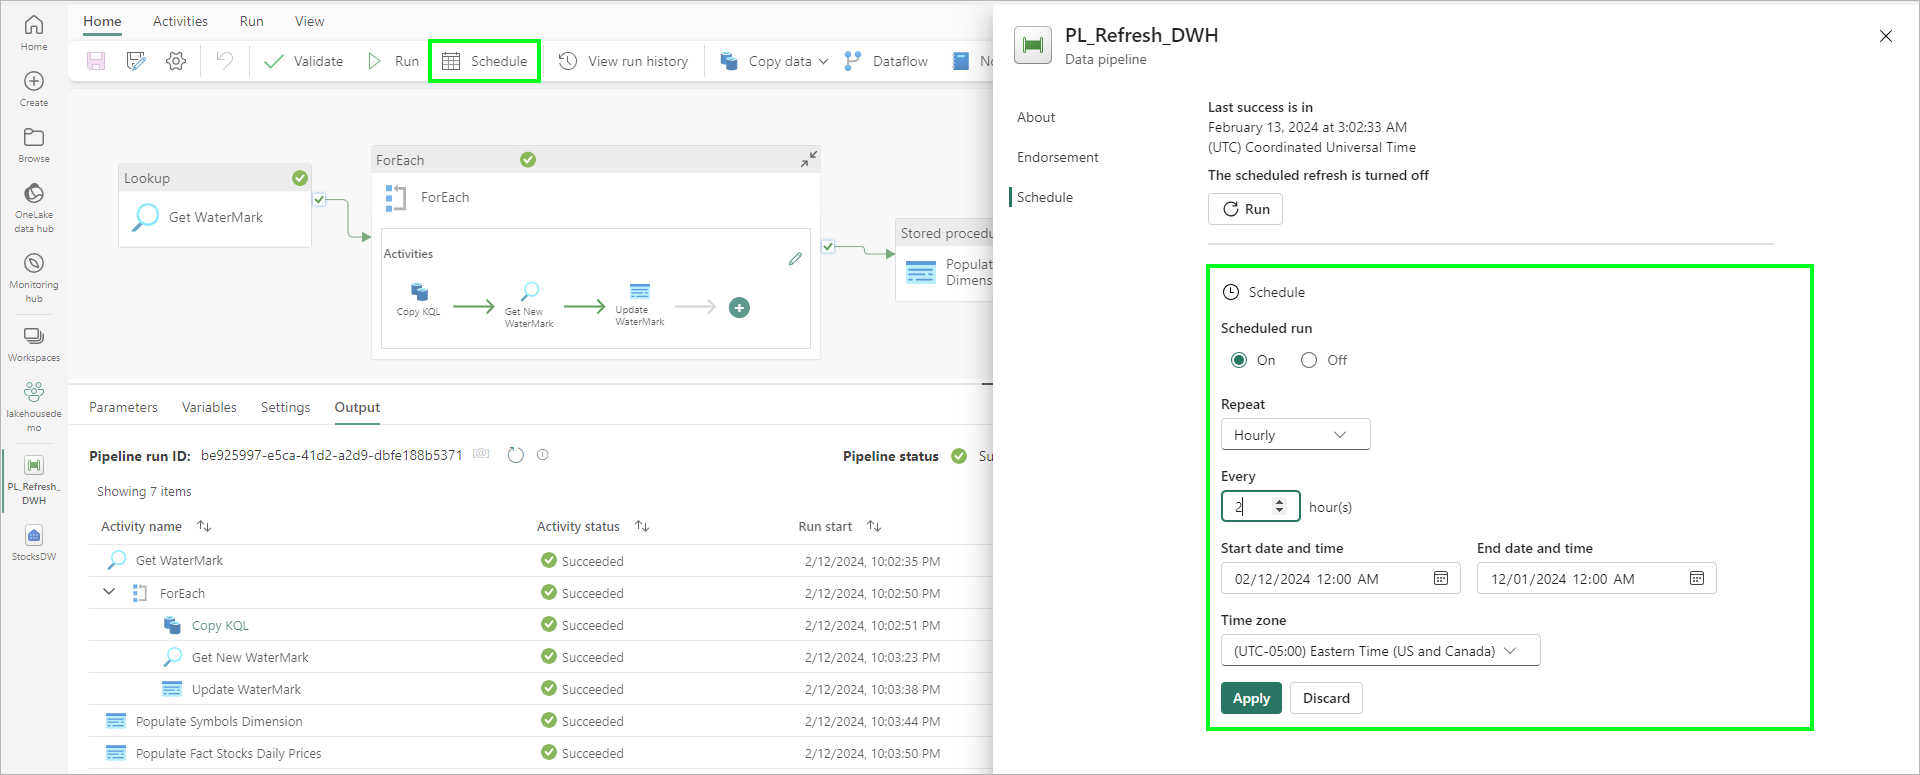 Home
Create
Browse
OneLake
data hub
Monitoring
hub
Workspaces
lakehousede
mo
PL_Refresh_
DWH
StocksDW
Home Activities Run View
Validate Run Schedule View run history Copy data Dataflow
Lookup
Get WaterMark
ForEach
ForEach
Activities
Copy KQL
Get New
WaterMark
Update
WaterMark
Stored procedu
Populat
Dimens
Parameters Variables Settings Output
Pipeline run ID: be925997-e5ca-41d2-a2d9-dbfe188b5371 Pipeline status Su
Showing 7 items
Activity name Activity status Run start
Get WaterMark Succeeded 2/12/2024, 10:02:35 PM
ForEach Succeeded 2/12/2024, 10:02:50 PM
Copy KQL Succeeded 2/12/2024, 10:02:51 PM
Get New WaterMark Succeeded 2/12/2024, 10:03:23 PM
Update WaterMark Succeeded 2/12/2024, 10:03:38 PM
Populate Symbols Dimension Succeeded 2/12/2024, 10:03:44 PM
Populate Fact Stocks Daily Prices Succeeded 2/12/2024, 10:03:50 PM
PL_Refresh_DWH
Data pipeline
About
Endorsement
Schedule
Last success is in
February 13, 2024 at 3:02:33 AM
(UTC) Coordinated Universal Time
The scheduled refresh is turned off
Run
Schedule
Scheduled run
On Off
Repeat
Hourly
Every
2 hour(s)
Start date and time End date and time
02/12/2024 12:00 AM 12/01/2024 12:00 AM
Time zone
(UTC-05:00) Eastern Time (US and Canada)
Apply Discard